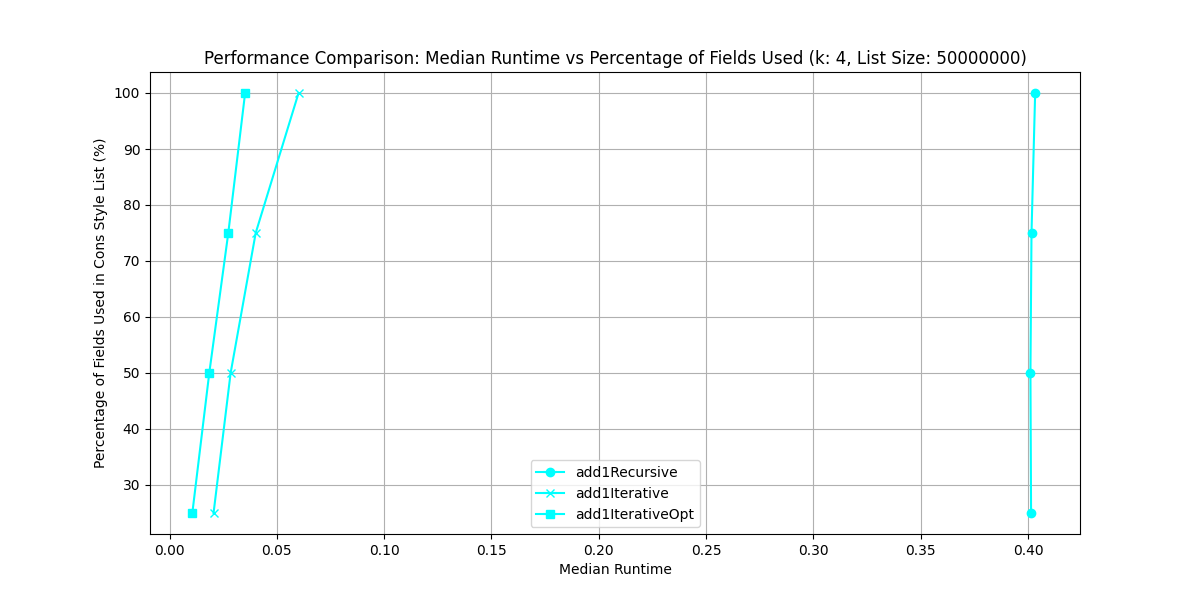 Performance Comparison: Median Runtime vs Percentage of Fields Used (k: 4, List Size: 50000000)
Percentage of Fields Used in Cons Style List (%)
100
90
80
70
60
50
40
30
add1Recursive
add1Iterative
add1IterativeOpt
0.00 0.05 0.10 0.15 0.20 0.25 0.30 0.35 0.40
Median Runtime